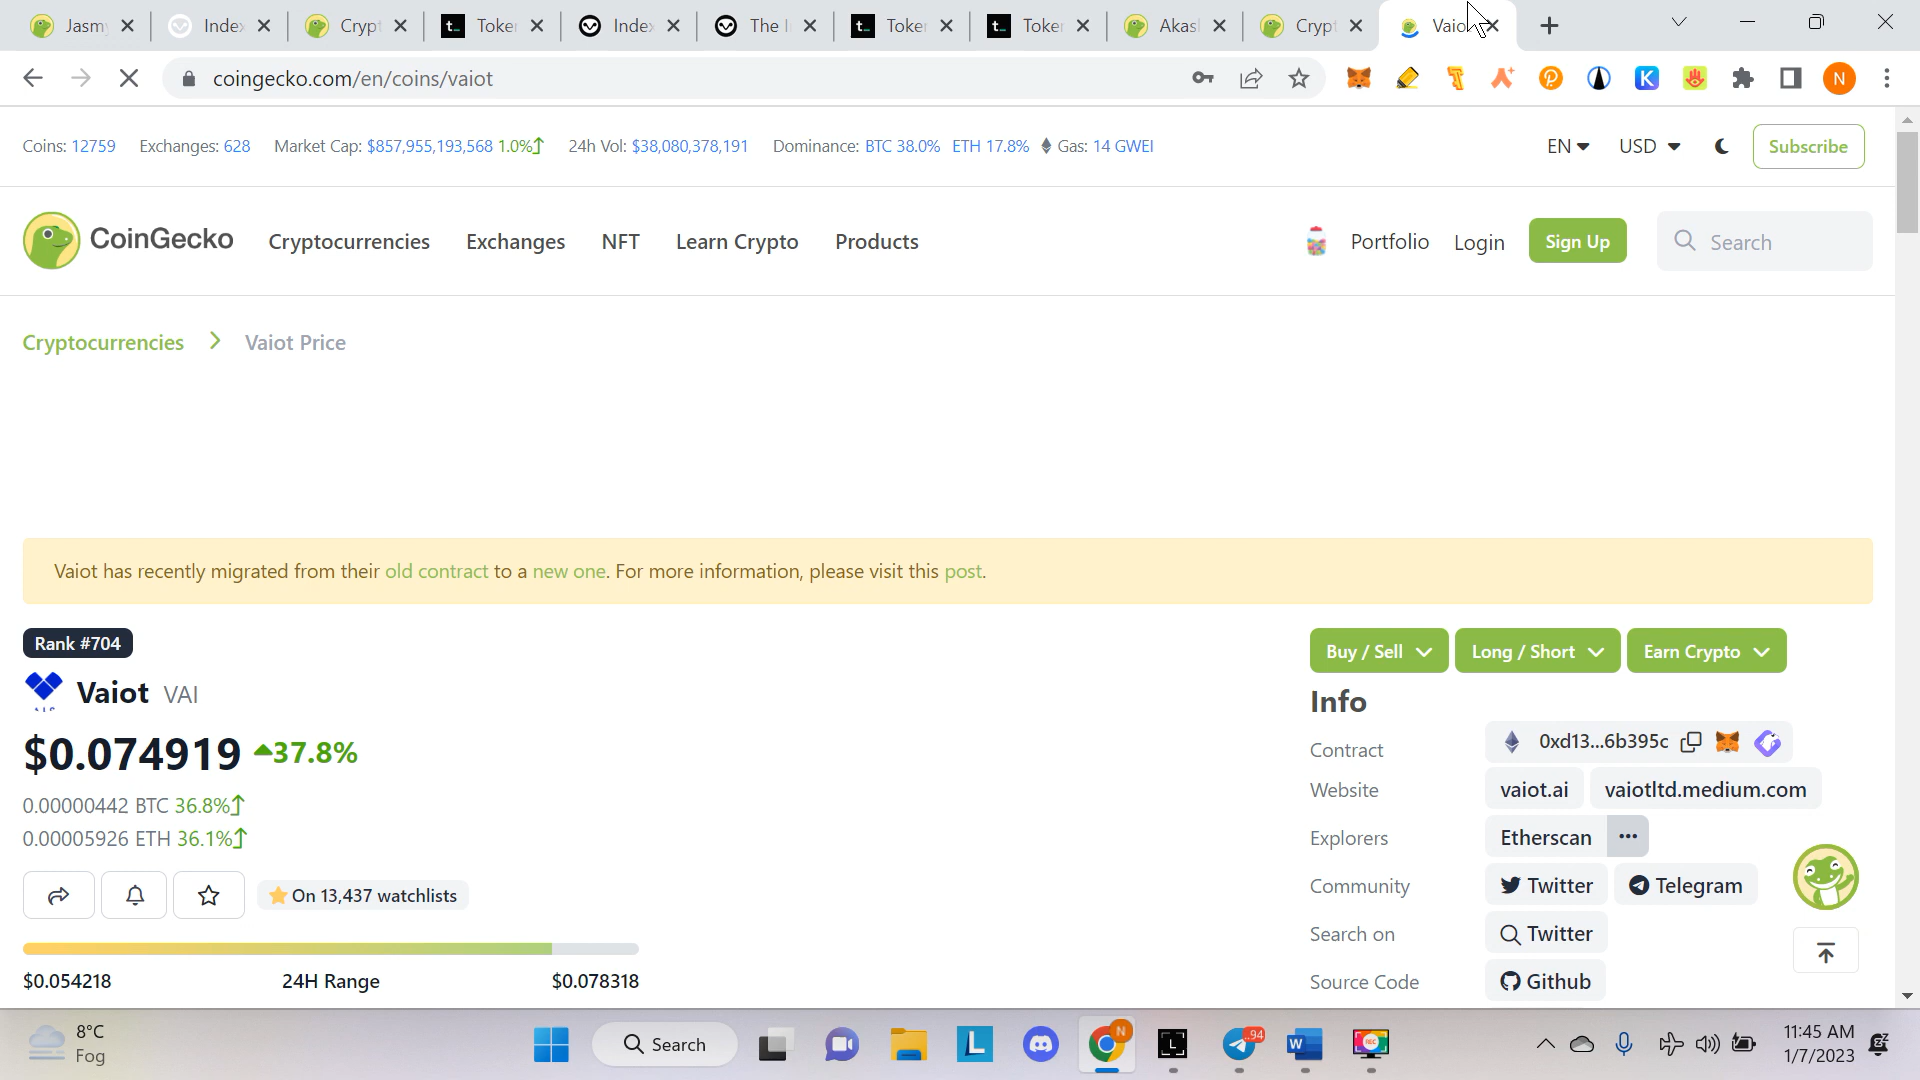 Jasmy Index Crypt Toker Index The I Toker Toker Akasl Crypt Vaio
coingecko.com/en/coins/vaiot
N
Coins: 12759 Exchanges: 628 Market Cap: $857,955,193,568 1.0% 24h Vol: $38,080,378,191 Dominance: BTC 38.0% ETH 17.8% Gas: 14 GWEI EN USD Subscribe
CoinGecko Cryptocurrencies Exchanges NFT Learn Crypto Products Portfolio Login Sign Up Search
Cryptocurrencies > Vaiot Price
Vaiot has recently migrated from their old contract to a new one. For more information, please visit this post.
Rank #704
Vaiot VAI
$0.074919 37.8%
0.00000442 BTC 36.8%
0.00005926 ETH 36.1%
On 13,437 watchlists
$0.054218 24H Range $0.078318
Buy / Sell Long / Short Earn Crypto
Info
Contract 0xd13...6b395c
Website vaiot.ai vaiotltd.medium.com
Explorers Etherscan ...
Community Twitter Telegram
Search on Twitter
Source Code Github
8°C
Fog
Search
L
N
94
W
REC
11:45 AM
1/7/2023